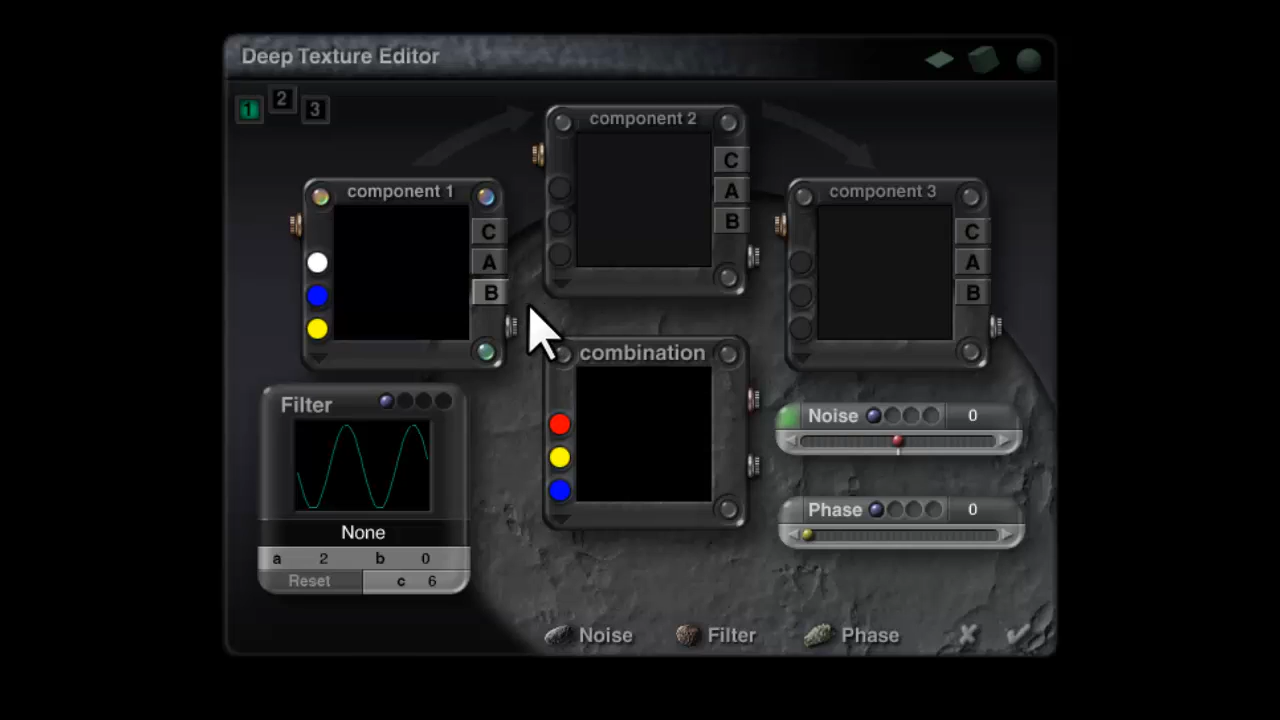 Deep Texture Editor
1
2
3
component 2
C
A
B
component 1
C
A
B
component 3
C
A
B
combination
Filter
None
a 2 b 0
Reset c 6
Noise 0
Phase 0
Noise Filter Phase